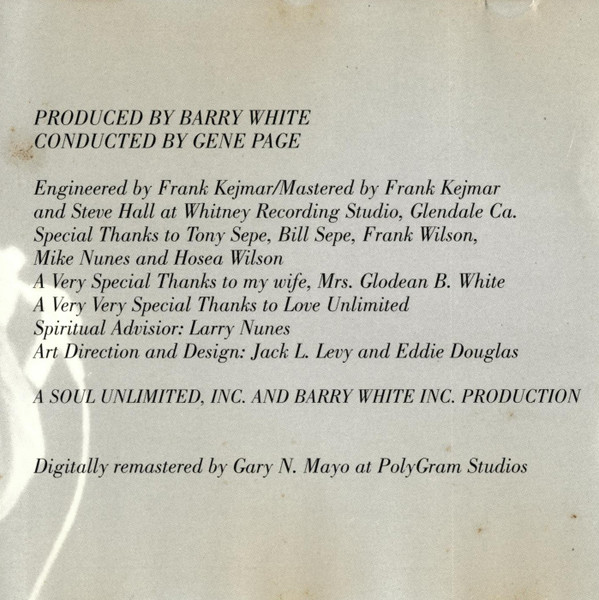 PRODUCED BY BARRY WHITE
CONDUCTED BY GENE PAGE
Engineered by Frank Kejmar/Mastered by Frank Kejmar
and Steve Hall at Whitney Recording Studio, Glendale Ca.
Special Thanks to Tony Sepe, Bill Sepe, Frank Wilson,
Mike Nunes and Hosea Wilson
A Very Special Thanks to my wife, Mrs. Glodean B. White
A Very Very Special Thanks to Love Unlimited
Spiritual Advisior: Larry Nunes
Art Direction and Design: Jack L. Levy and Eddie Douglas
A SOUL UNLIMITED, INC. AND BARRY WHITE INC. PRODUCTION
Digitally remastered by Gary N. Mayo at PolyGram Studios